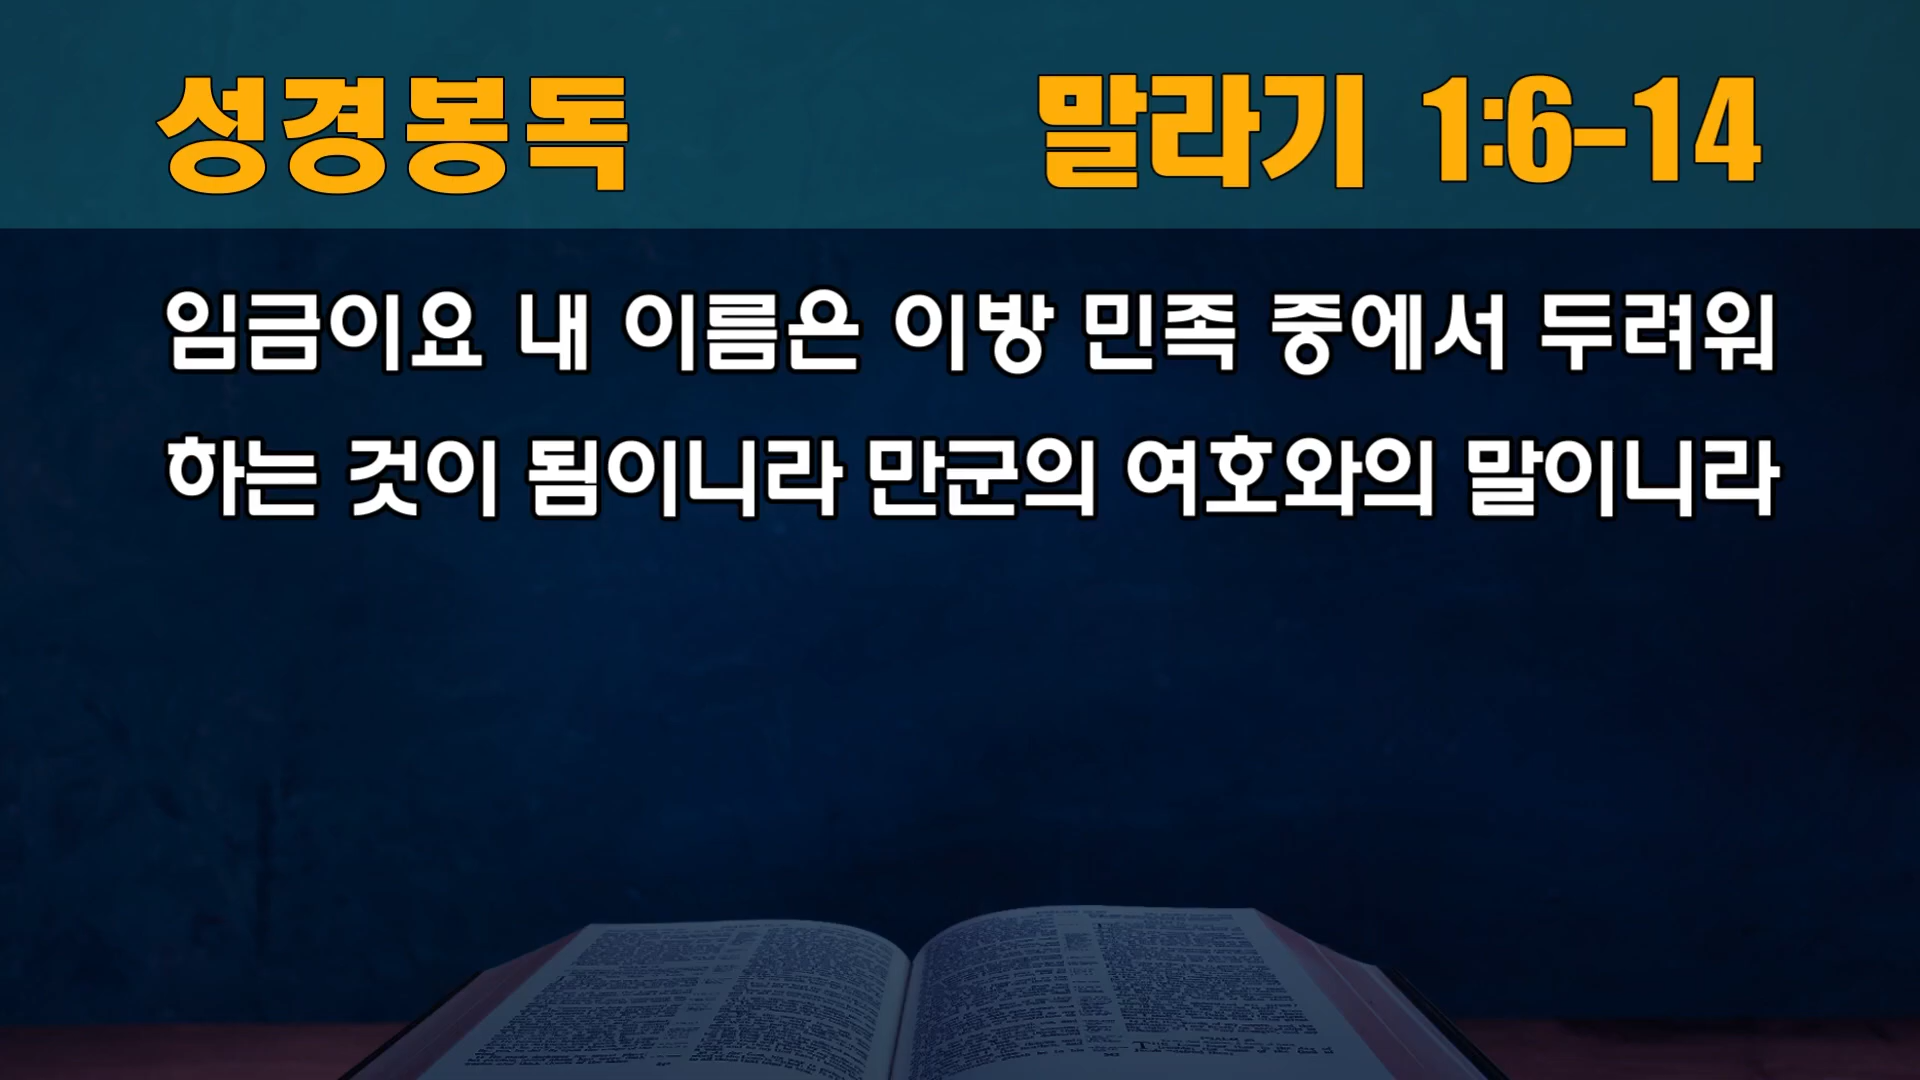 성경봉독 말라기 1:6-14
임금이요 내 이름은 이방 민족 중에서 두려워
하는 것이 됨이니라 만군의 여호와의 말이니라